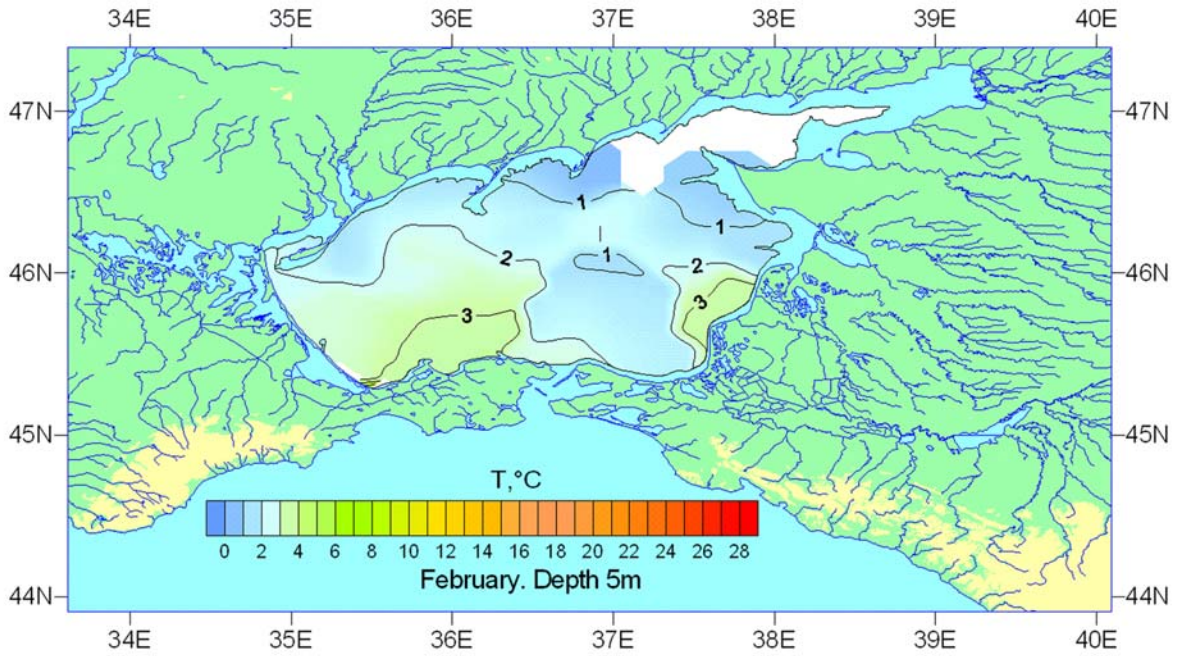 34E 35E 36E 37E 38E 39E 40E
47N 47N
1
1
2 1 2
46N 46N
3
3
45N 45N
T,°C
0 2 4 6 8 10 12 14 16 18 20 22 24 26 28
February. Depth 5m
44N 44N
34E 35E 36E 37E 38E 39E 40E